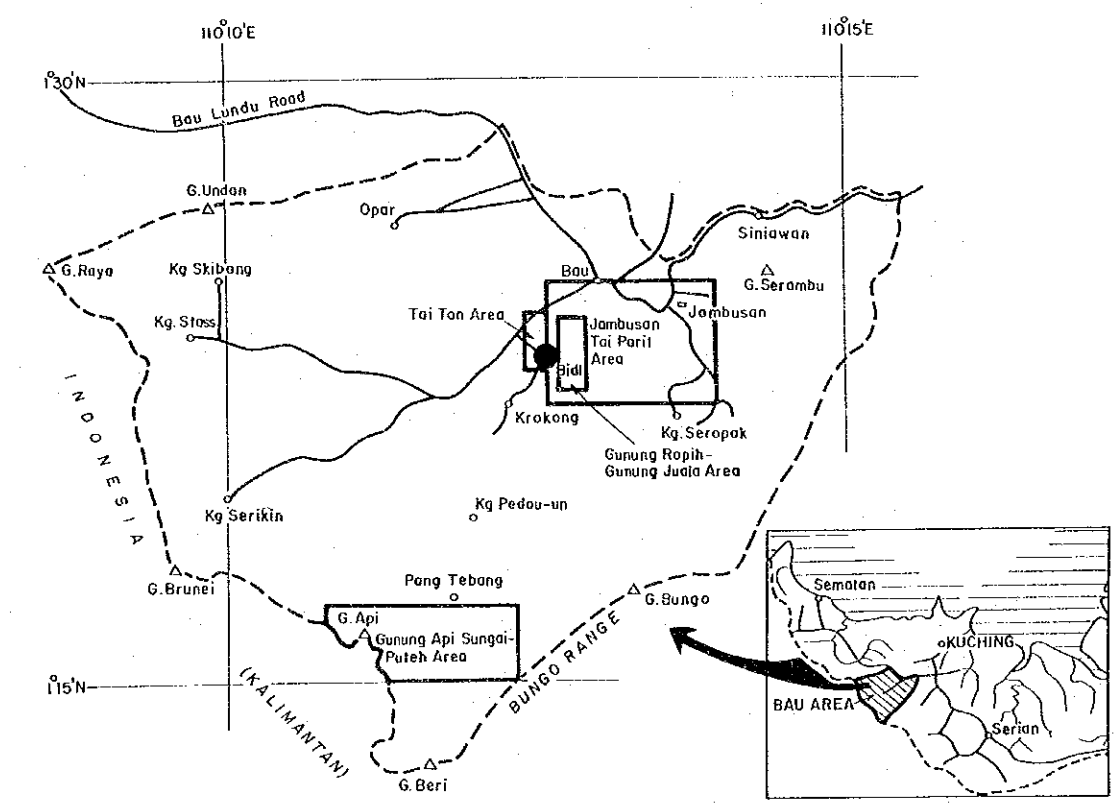 110°10'E
110°15'E
1°30'N
Bau Lundu Road
G.Undan
Opar
Siniawan
G.Raya
Kg Skibang
Bau
G.Serambu
Jambusan
Tai Ton Area
Jambusan
Tai Parit
Area
Kg. Stass
Bidi
Krokong
Kg. Seropak
Gunung Ropih-
Gunung Juala Area
INDONESIA
Kg Serikin
Kg Pedau-un
G.Brunei
Pang Tebang
G.Bungo
G.Api
Gunung Api Sungai-
Puteh Area
BUNGO RANGE
1°15'N
(KALIMANTAN)
G.Beri
Sematan
KUCHING
BAU AREA
Serian